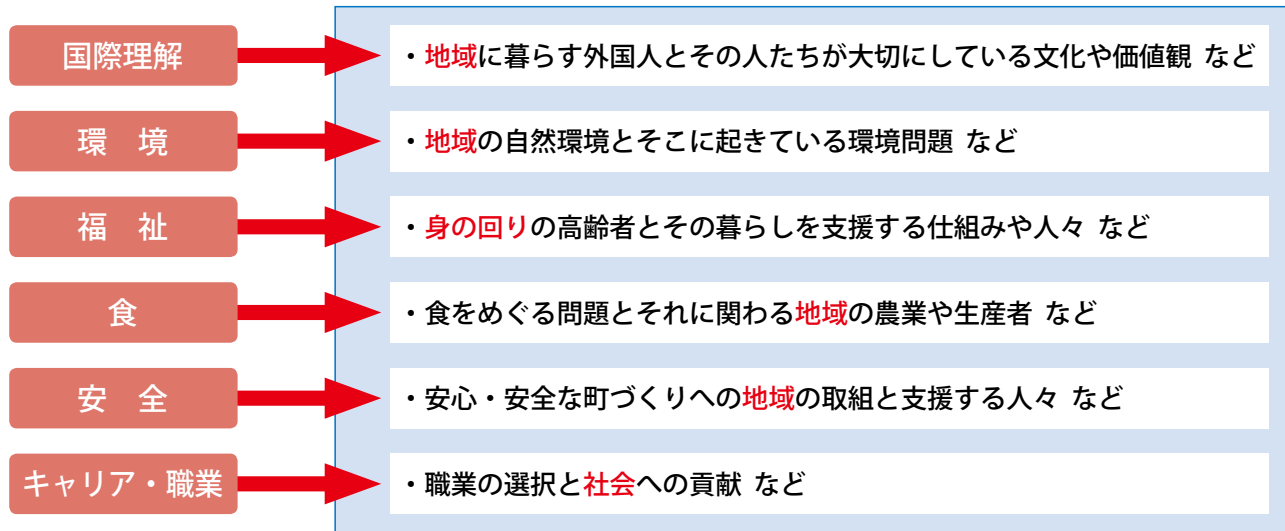 国際理解
・地域に暮らす外国人とその人たちが大切にしている文化や価値観 など
環　境
・地域の自然環境とそこに起きている環境問題 など
福　祉
・身の回りの高齢者とその暮らしを支援する仕組みや人々 など
食
・食をめぐる問題とそれに関わる地域の農業や生産者 など
安　全
・安心・安全な町づくりへの地域の取組と支援する人々 など
キャリア・職業
・職業の選択と社会への貢献 など